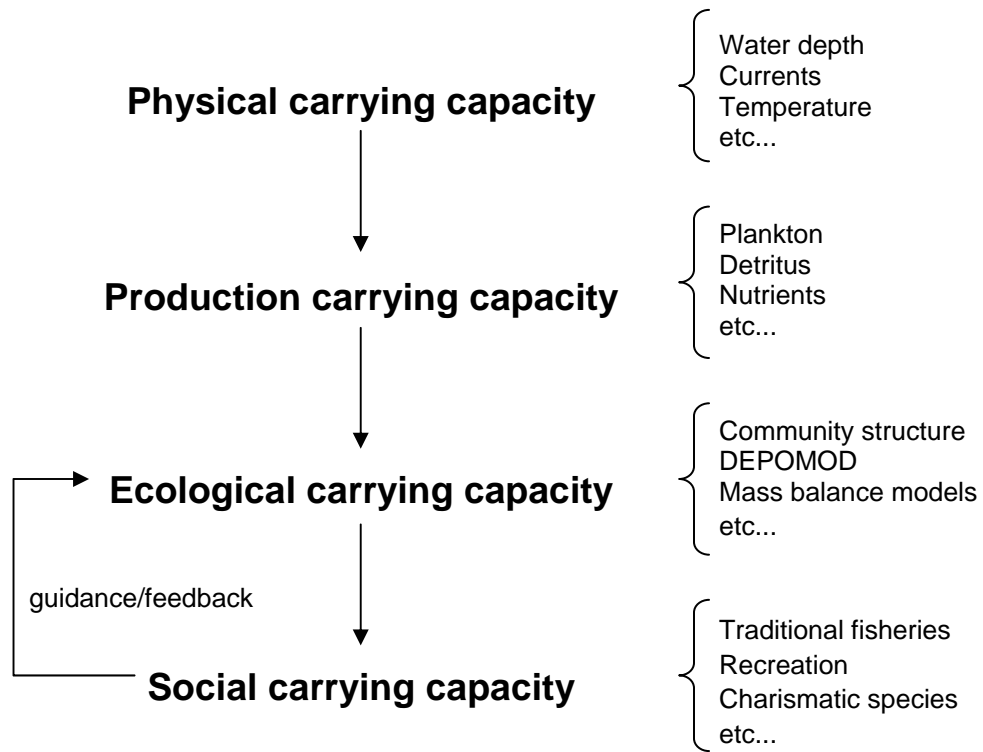 Physical carrying capacity
Water depth
Currents
Temperature
etc...
Production carrying capacity
Plankton
Detritus
Nutrients
etc...
Ecological carrying capacity
Community structure
DEPOMOD
Mass balance models
etc...
guidance/feedback
Social carrying capacity
Traditional fisheries
Recreation
Charismatic species
etc...